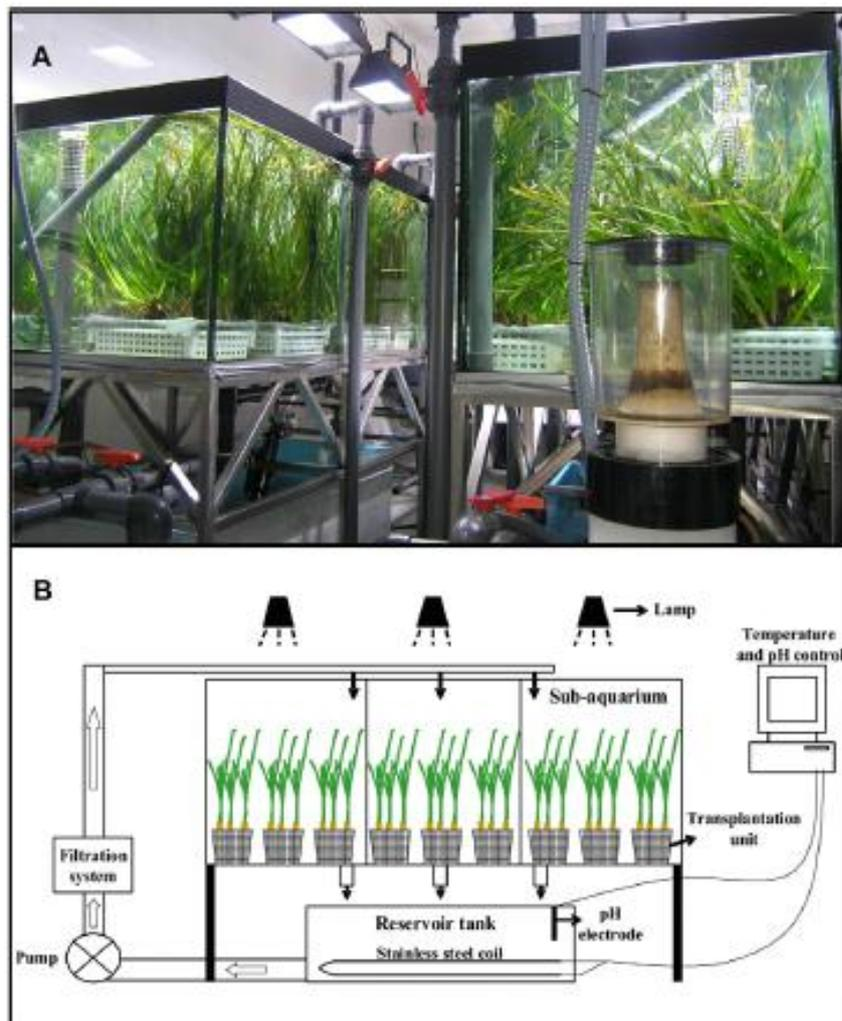 A
B
Lamp
Temperature
and pH control
Sub-aquarium
Transplantation
unit
Filtration
system
Reservoir tank
pH
electrode
Stainless steel coil
Pump